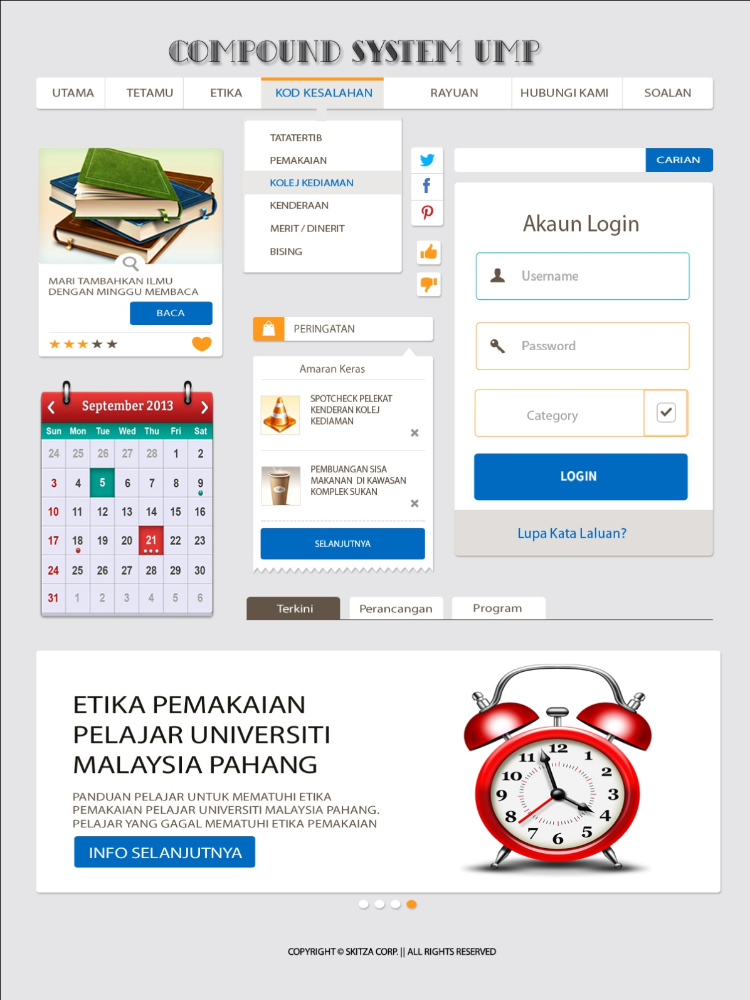 COMPOUND SYSTEM UMP
UTAMA TETAMU ETIKA KOD KESALAHAN RAYUAN HUBUNGI KAMI SOALAN
TATATERTIB
PEMAKAIAN
KOLEJ KEDIAMAN
KENDERAAN
MERIT / DINERIT
BISING
MARI TAMBAHKAN ILMU
DENGAN MINGGU MEMBACA
BACA
CARIAN
Akaun Login
Username
Password
Category
LOGIN
Lupa Kata Laluan?
PERINGATAN
Amaran Keras
SPOTCHECK PELEKAT
KENDERAN KOLEJ
KEDIAMAN
PEMBUANGAN SISA
MAKANAN DI KAWASAN
KOMPLEK SUKAN
SELANJUTNYA
September 2013
Sun Mon Tue Wed Thu Fri Sat
24 25 26 27 28 1 2
3 4 5 6 7 8 9
10 11 12 13 14 15 16
17 18 19 20 21 22 23
24 25 26 27 28 29 30
31 1 2 3 4 5 6
Terkini Perancangan Program
ETIKA PEMAKAIAN
PELAJAR UNIVERSITI
MALAYSIA PAHANG
PANDUAN PELAJAR UNTUK MEMATUHI ETIKA
PEMAKAIAN PELAJAR UNIVERSITI MALAYSIA PAHANG.
PELAJAR YANG GAGAL MEMATUHI ETIKA PEMAKAIAN
INFO SELANJUTNYA
12 1 2 3 4 5 6 7 8 9 10 11
COPYRIGHT © SKITZA CORP. || ALL RIGHTS RESERVED